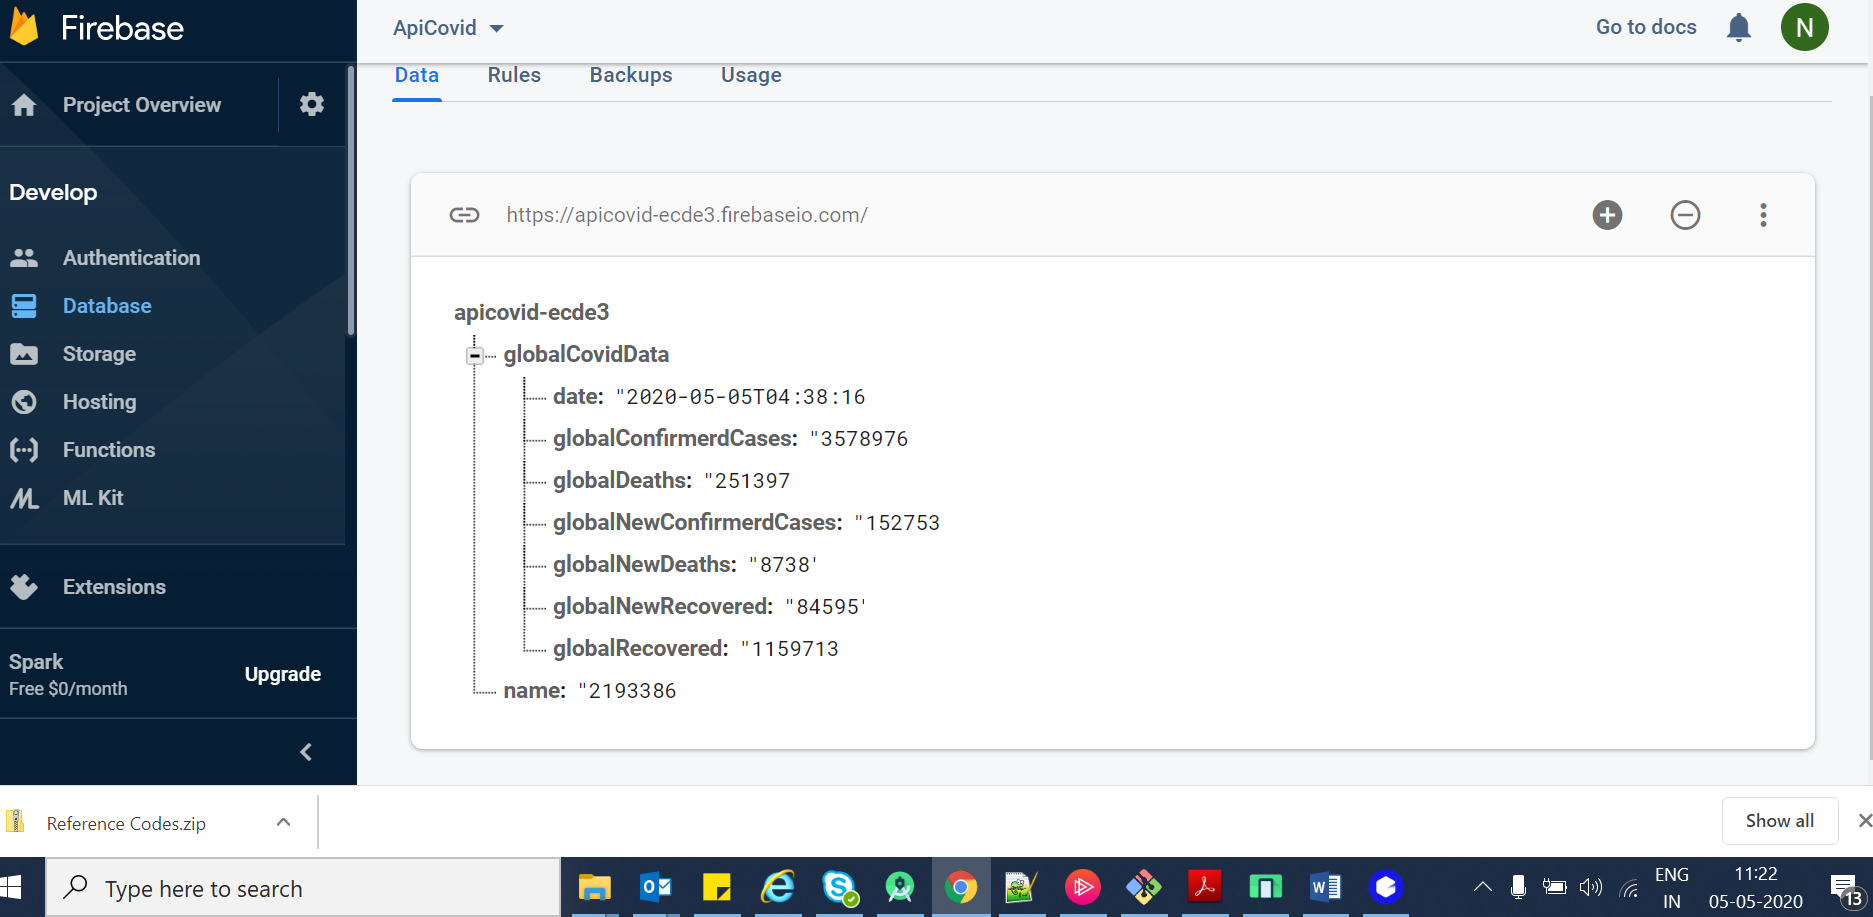 Firebase
ApiCovid
Go to docs
N
Data Rules Backups Usage
Project Overview
Develop
Authentication
Database
Storage
Hosting
Functions
ML Kit
Extensions
Spark
Free $0/month
Upgrade
https://apicovid-ecde3.firebaseio.com/
apicovid-ecde3
globalCovidData
date: "2020-05-05T04:38:16
globalConfirmerdCases: "3578976
globalDeaths: "251397
globalNewConfirmerdCases: "152753
globalNewDeaths: "8738'
globalNewRecovered: "84595'
globalRecovered: "1159713
name: "2193386
Reference Codes.zip
Show all
Type here to search
ENG
IN
11:22
05-05-2020
13